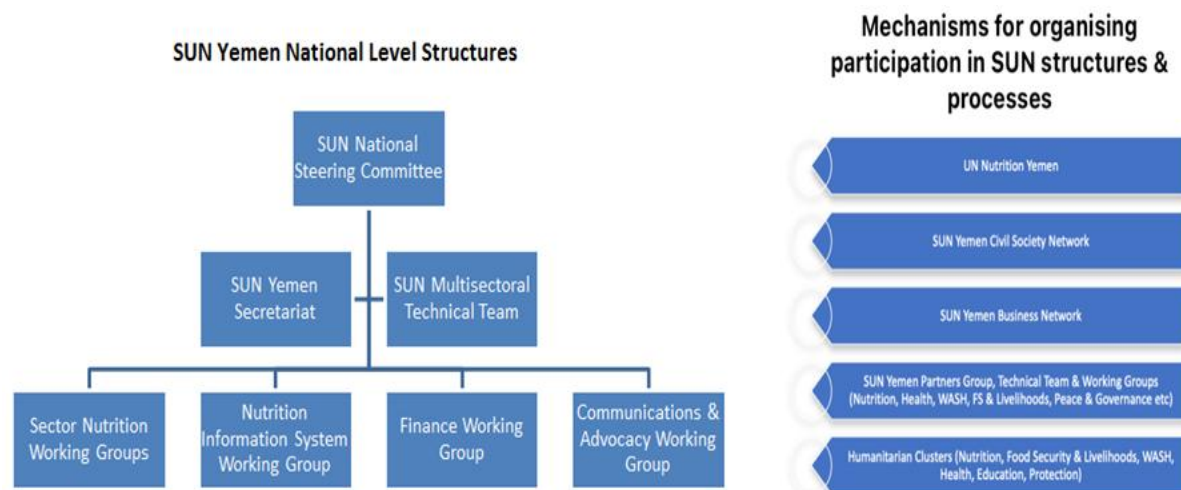 SUN Yemen National Level Structures
SUN National
Steering Committee
SUN Yemen
Secretariat
SUN Multisectoral
Technical Team
Sector Nutrition
Working Groups
Nutrition
Information System
Working Group
Finance Working
Group
Communications &
Advocacy Working
Group
Mechanisms for organising
participation in SUN structures &
processes
UN Nutrition Yemen
SUN Yemen Civil Society Network
SUN Yemen Business Network
SUN Yemen Partners Group, Technical Team & Working Groups
(Nutrition, Health, WASH, FS & Livelihoods, Peace & Governance etc)
Humanitarian Clusters (Nutrition, Food Security & Livelihoods, WASH,
Health, Education, Protection)